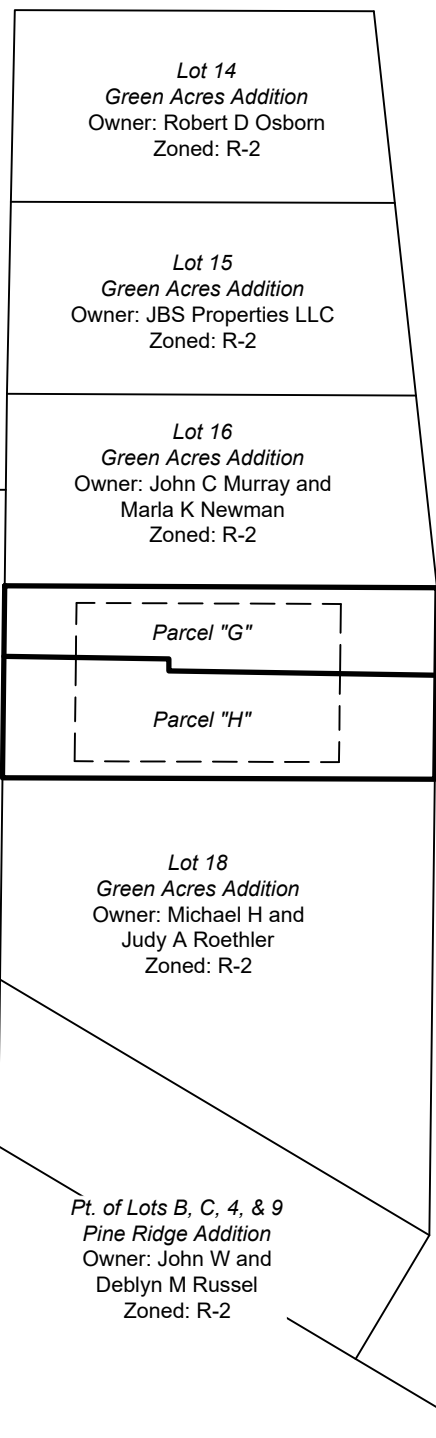 Lot 14
Green Acres Addition
Owner: Robert D Osborn
Zoned: R-2
Lot 15
Green Acres Addition
Owner: JBS Properties LLC
Zoned: R-2
Lot 16
Green Acres Addition
Owner: John C Murray and
Marla K Newman
Zoned: R-2
Parcel "G"
Parcel "H"
Lot 18
Green Acres Addition
Owner: Michael H and
Judy A Roethler
Zoned: R-2
Pt. of Lots B, C, 4, & 9
Pine Ridge Addition
Owner: John W and
Deblyn M Russel
Zoned: R-2